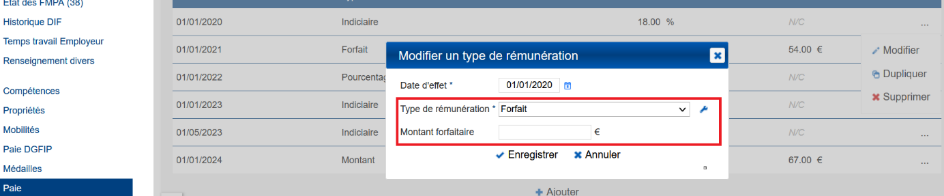 Etat des FMPA (38)
Historique DIF
Temps travail Employeur
Renseignement divers
Compétences
Propriétés
Mobilités
Paie DGFIP
Médailles
Paie
01/01/2020 Indiciaire 18.00 % N/C ...
01/01/2021 Forfait 54.00 €
01/01/2022 Pourcentag N/C
01/01/2023 Indiciaire N/C
01/05/2023 Indiciaire N/C ...
01/01/2024 Montant 67.00 € ...
Modifier
Dupliquer
Supprimer
Modifier un type de rémunération
Date d'effet * 01/01/2020
Type de rémunération * Forfait
Montant forfaitaire €
Enregistrer Annuler
Ajouter